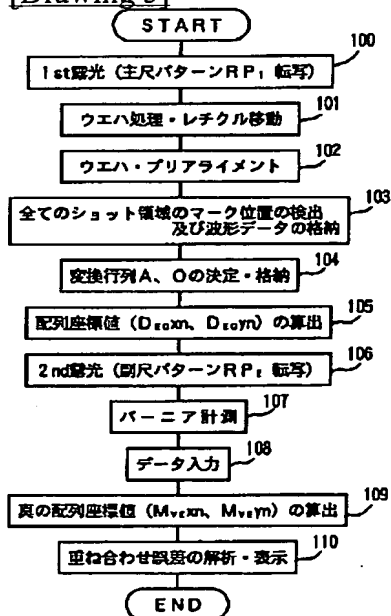 [Drawing 3]
START
100
1st露光(主尺パターンRP₁転写)
101
ウエハ処理・レチクル移動
102
ウエハ・プリアライメント
103
全てのショット領域のマーク位置の検出
及び波形データの格納
104
変換行列A、Oの決定・格納
105
配列座標値(D_EGxn、D_EGyn)の算出
106
2nd露光(副尺パターンRP₂転写)
107
バーニア計測
108
データ入力
109
真の配列座標値(M_VExn、M_VEyn)の算出
110
重ね合わせ誤差の解析・表示
END